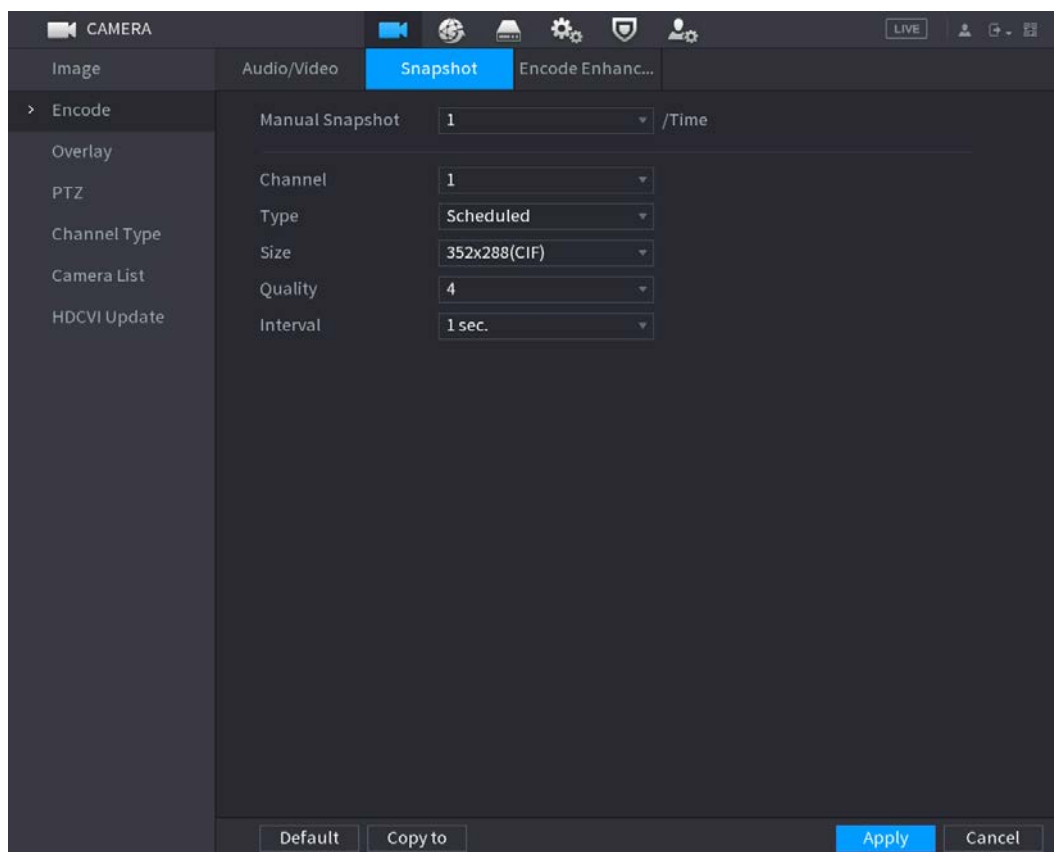 CAMERA
LIVE
Image
Audio/Video Snapshot Encode Enhanc...
Encode
Manual Snapshot 1 /Time
Overlay
Channel 1
PTZ
Type Scheduled
Channel Type
Size 352x288(CIF)
Camera List
Quality 4
HDCVI Update
Interval 1 sec.
Default Copy to Apply Cancel